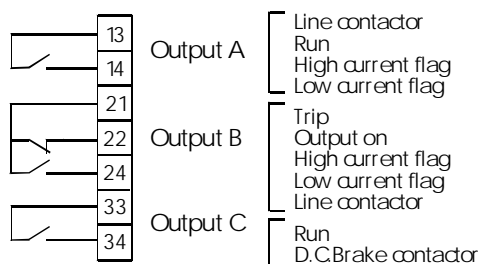 13
14
21
22
24
33
34
Output A
Output B
Output C
Line contactor
Run
High current flag
Low current flag
Trip
Output on
High current flag
Low current flag
Line contactor
Run
D.C.Brake contactor